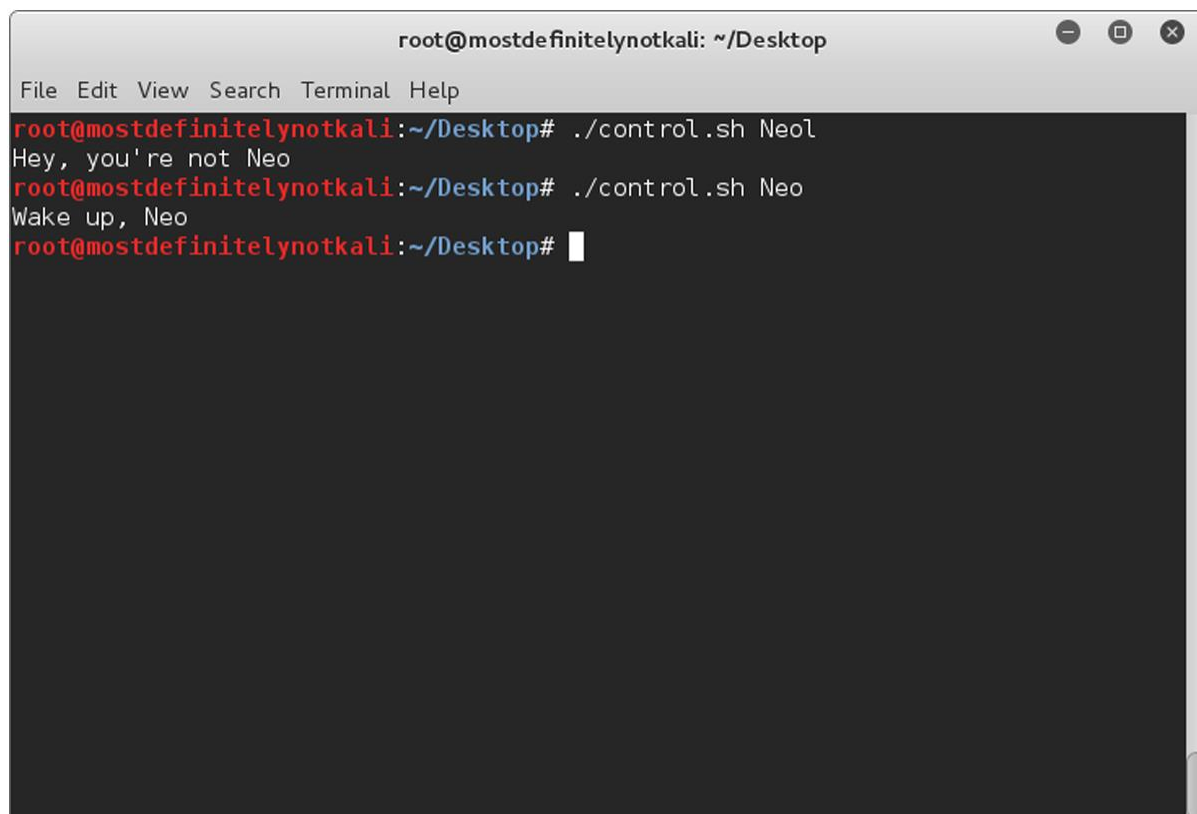 root@mostdefinitelynotkali: ~/Desktop
File Edit View Search Terminal Help
root@mostdefinitelynotkali:~/Desktop# ./control.sh Neol
Hey, you're not Neo
root@mostdefinitelynotkali:~/Desktop# ./control.sh Neo
Wake up, Neo
root@mostdefinitelynotkali:~/Desktop#